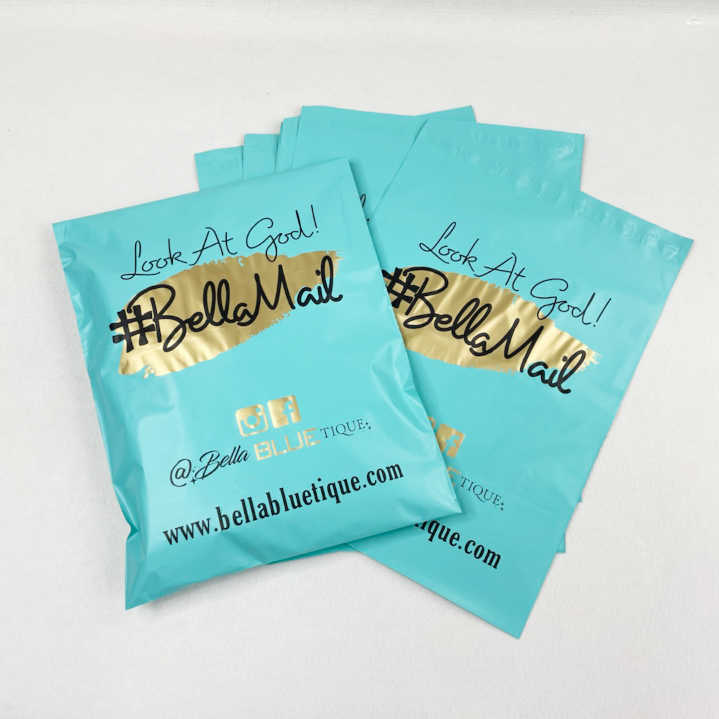 Look At God!
#BellaMail
@BellaBLUETIQUE
www.bellabluetique.com
Look At God!
#BellaMail
TIQUE
ique.com